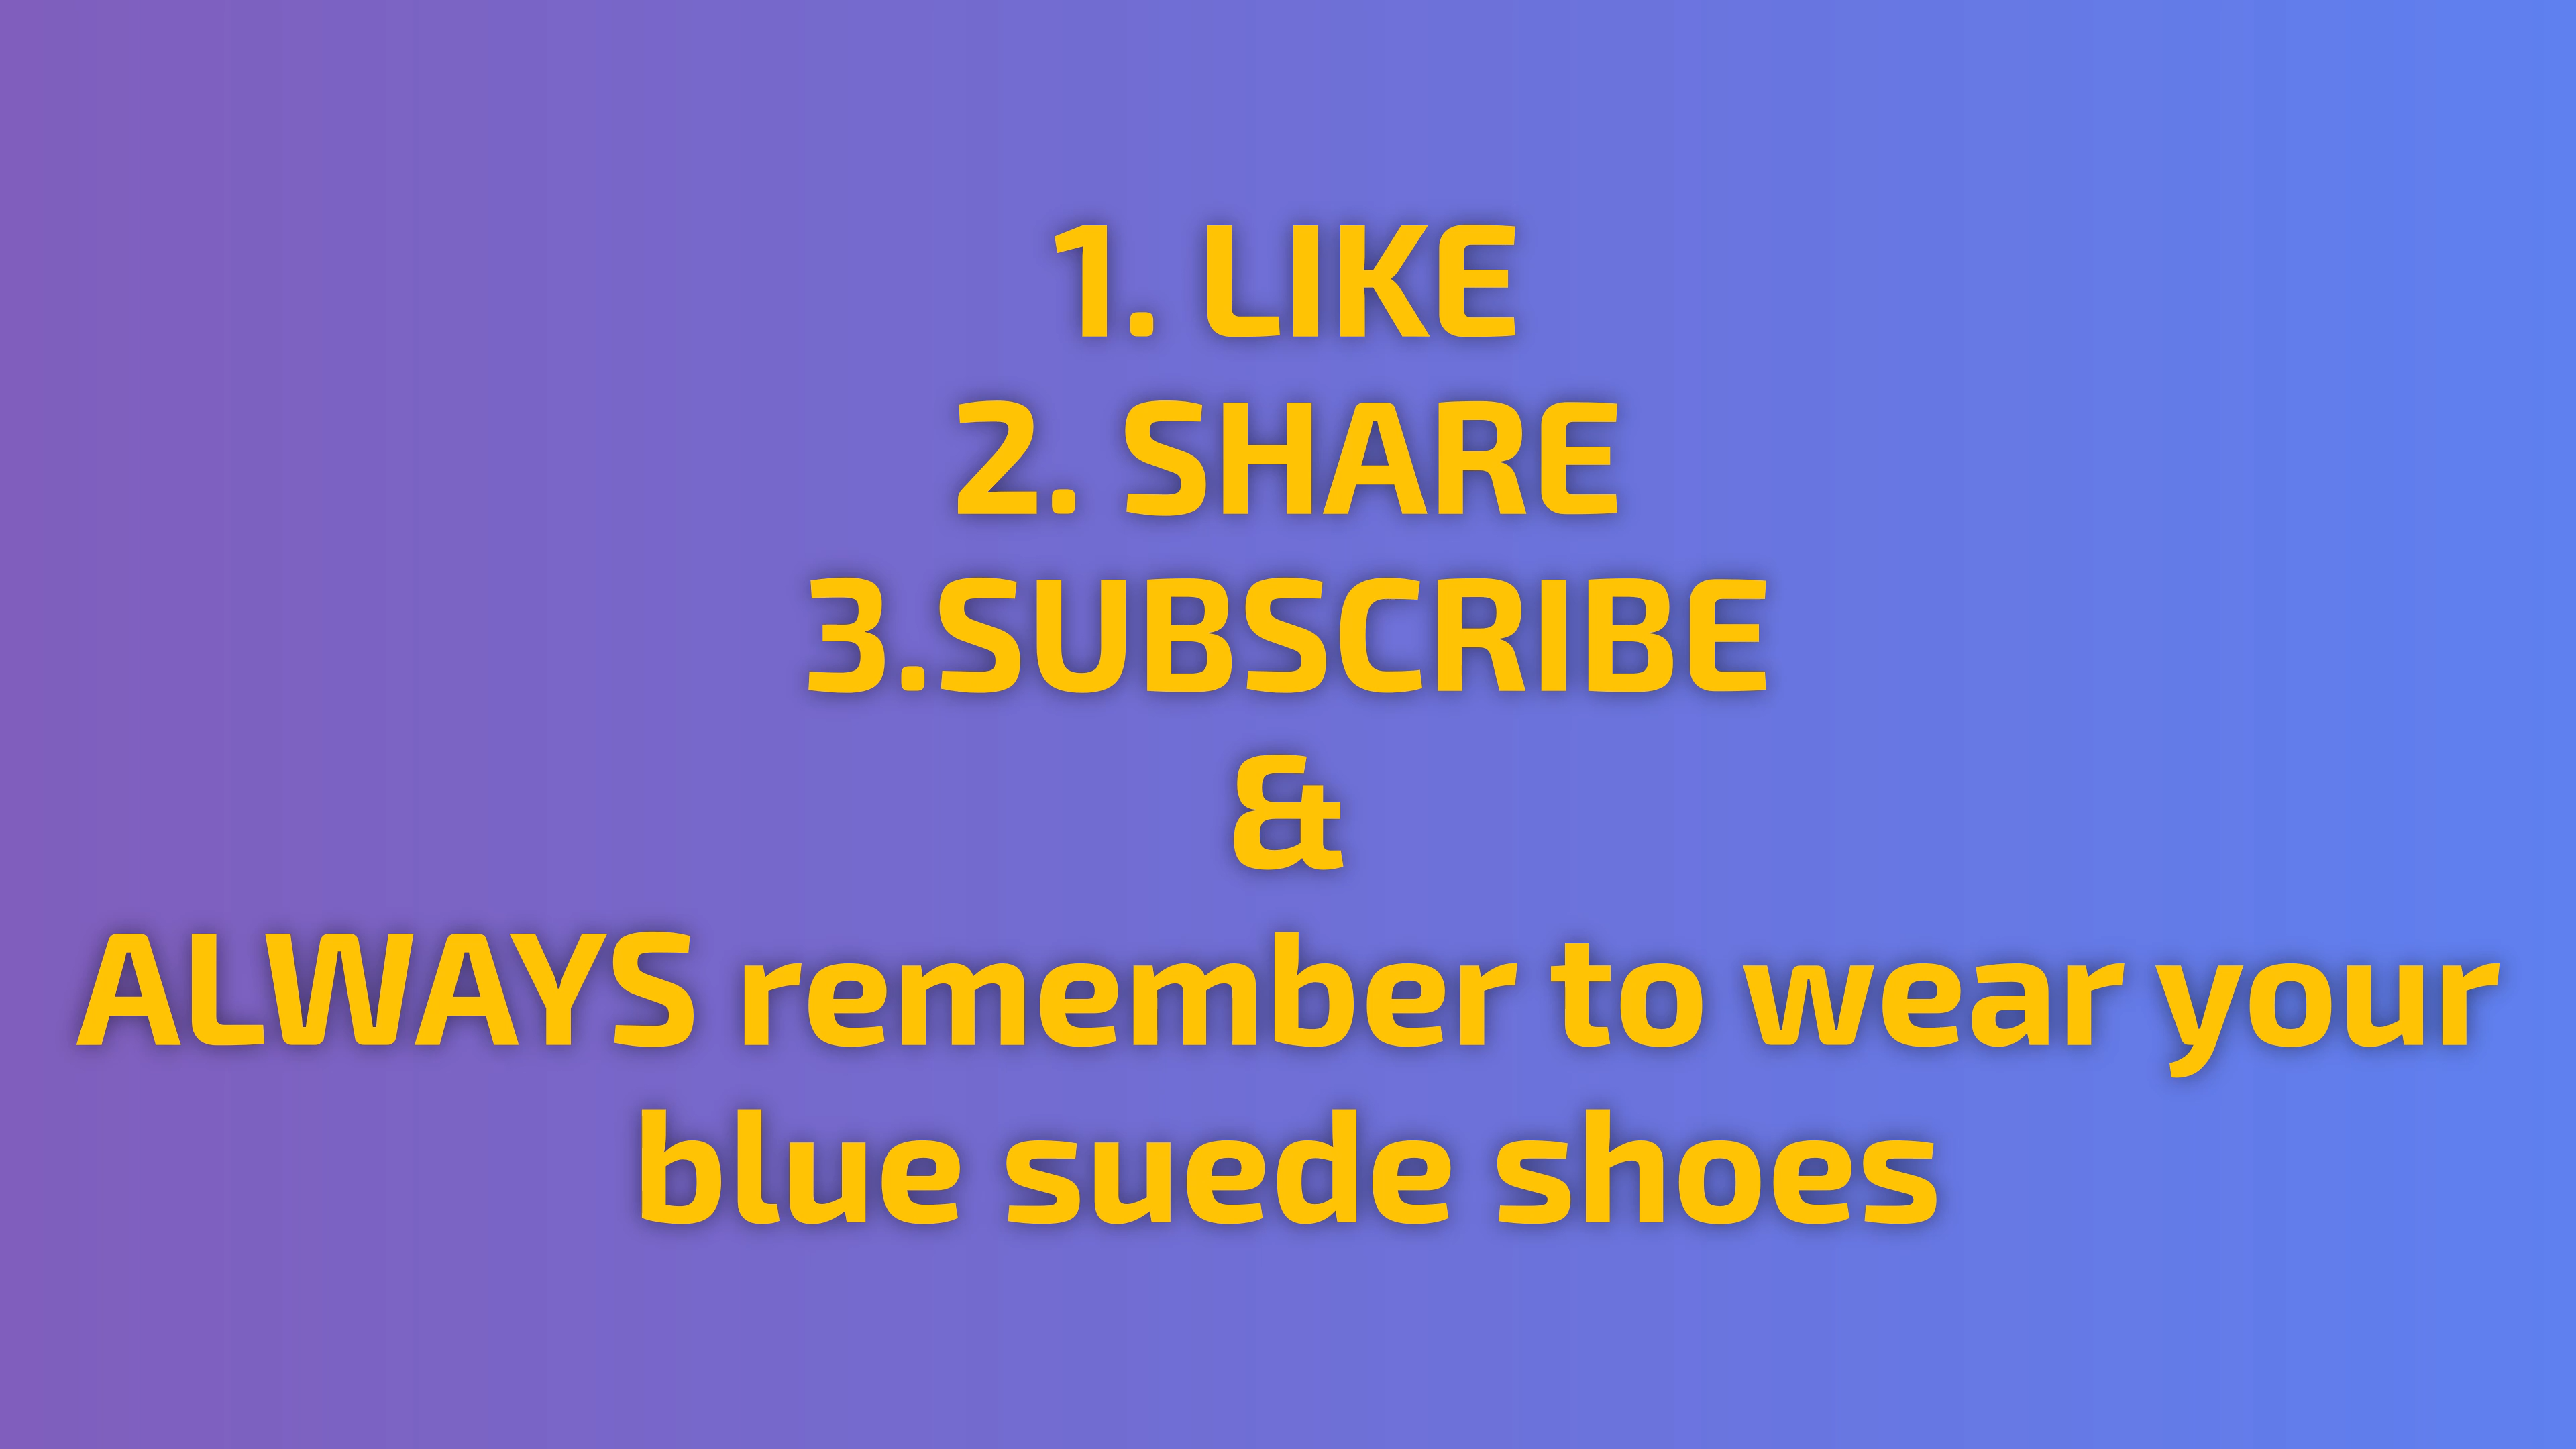 1. LIKE
2. SHARE
3.SUBSCRIBE
&
ALWAYS remember to wear your
blue suede shoes